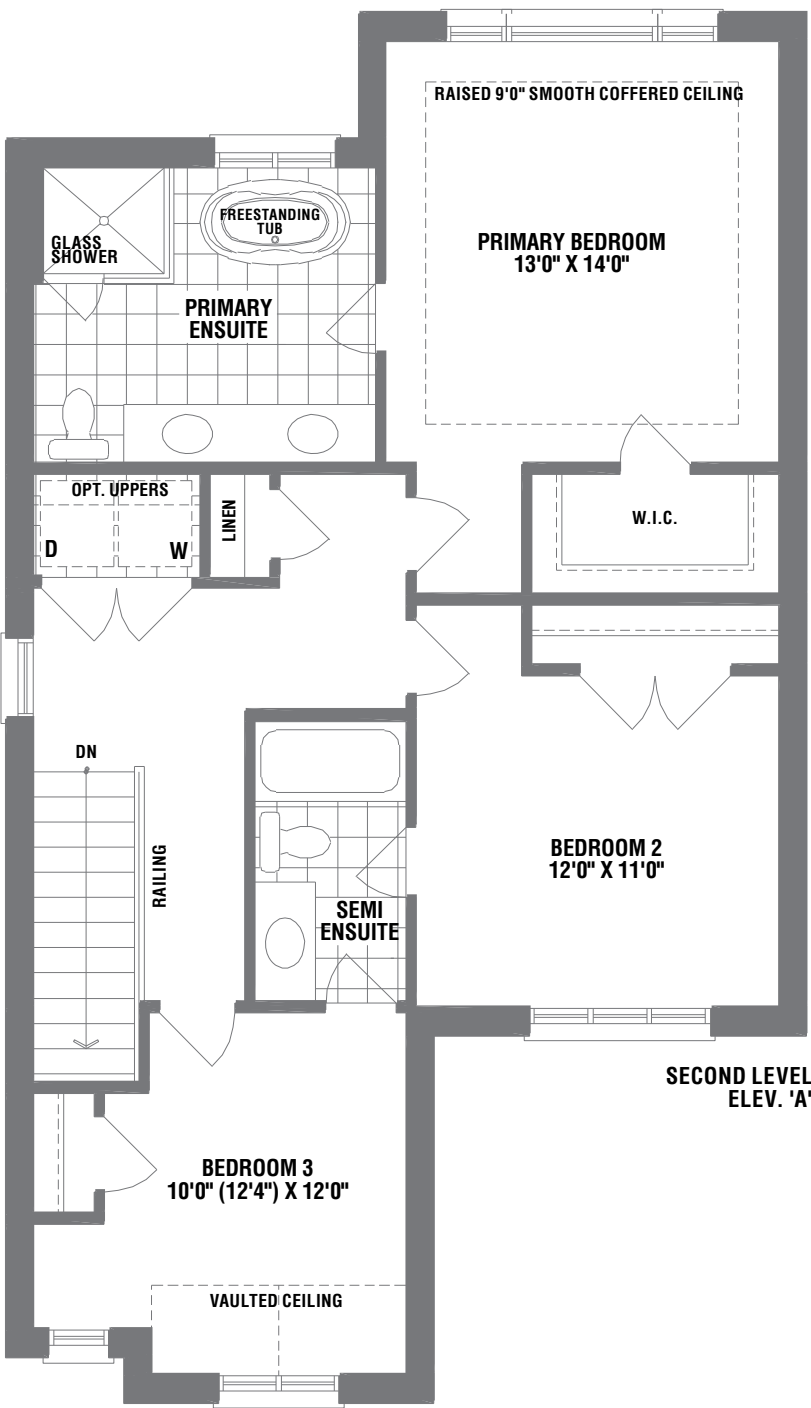 RAISED 9'0" SMOOTH COFFERED CEILING
PRIMARY BEDROOM
13'0" X 14'0"
FREESTANDING
TUB
GLASS
SHOWER
PRIMARY
ENSUITE
OPT. UPPERS
D
W
LINEN
W.I.C.
DN
RAILING
BEDROOM 2
12'0" X 11'0"
SEMI
ENSUITE
SECOND LEVEL
ELEV. 'A'
BEDROOM 3
10'0" (12'4") X 12'0"
VAULTED CEILING